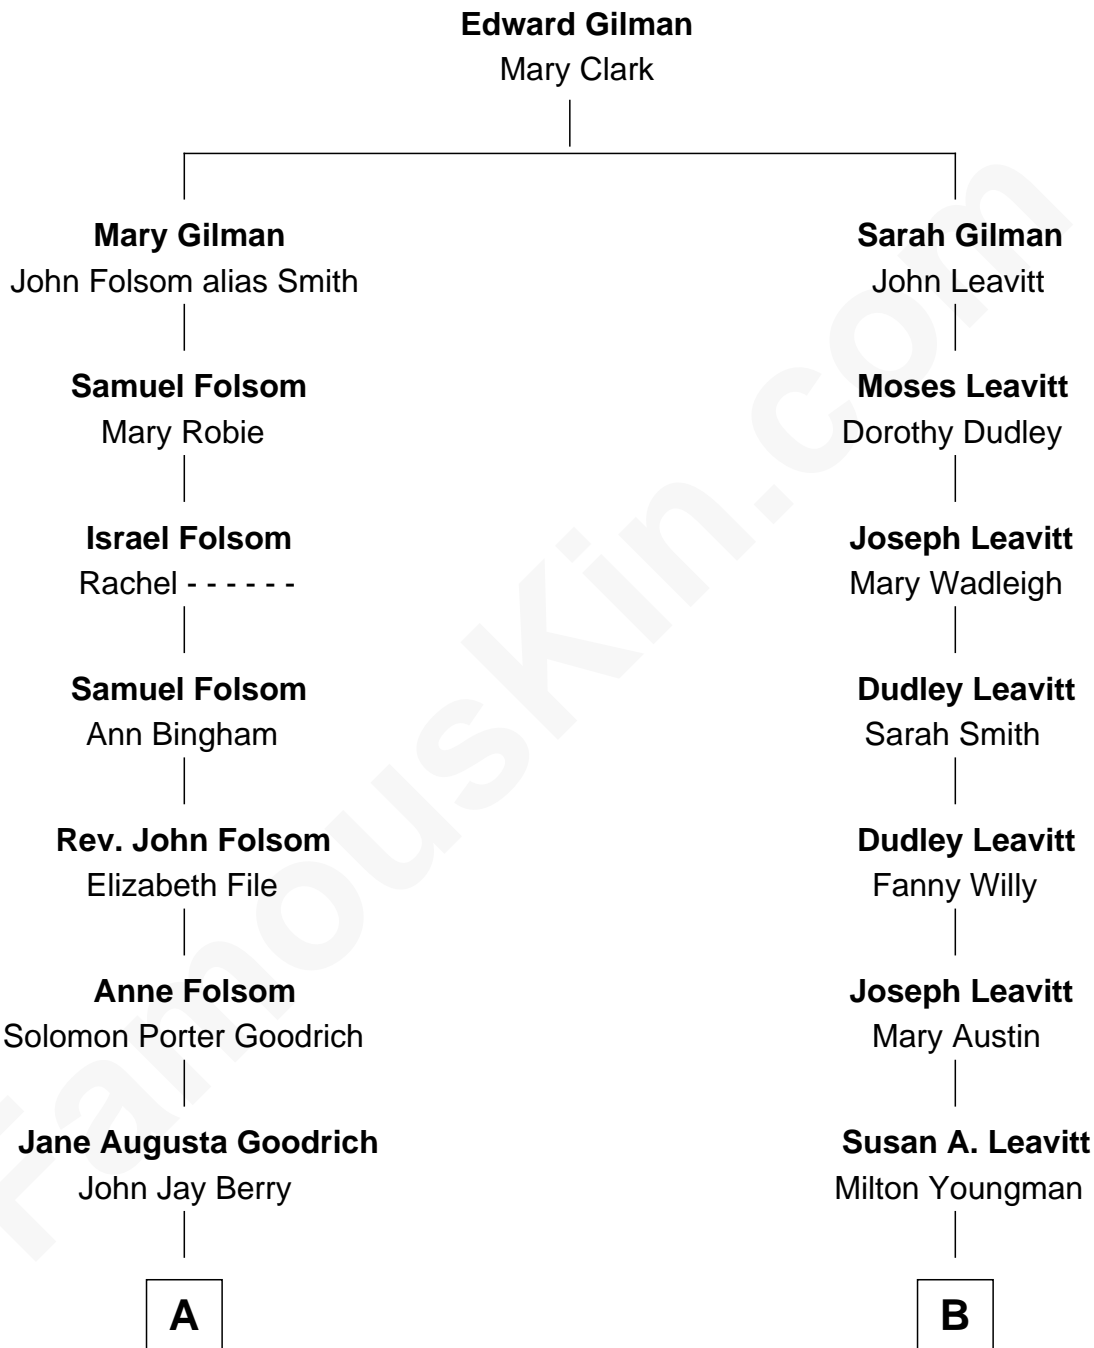 Edward Gilman
Mary Clark
Mary Gilman
John Folsom alias Smith
Sarah Gilman
John Leavitt
Samuel Folsom
Mary Robie
Moses Leavitt
Dorothy Dudley
Israel Folsom
Rachel - - - - - -
Joseph Leavitt
Mary Wadleigh
Samuel Folsom
Ann Bingham
Dudley Leavitt
Sarah Smith
Rev. John Folsom
Elizabeth File
Dudley Leavitt
Fanny Willy
Anne Folsom
Solomon Porter Goodrich
Joseph Leavitt
Mary Austin
Jane Augusta Goodrich
John Jay Berry
Susan A. Leavitt
Milton Youngman
A
B
FamousKin.com